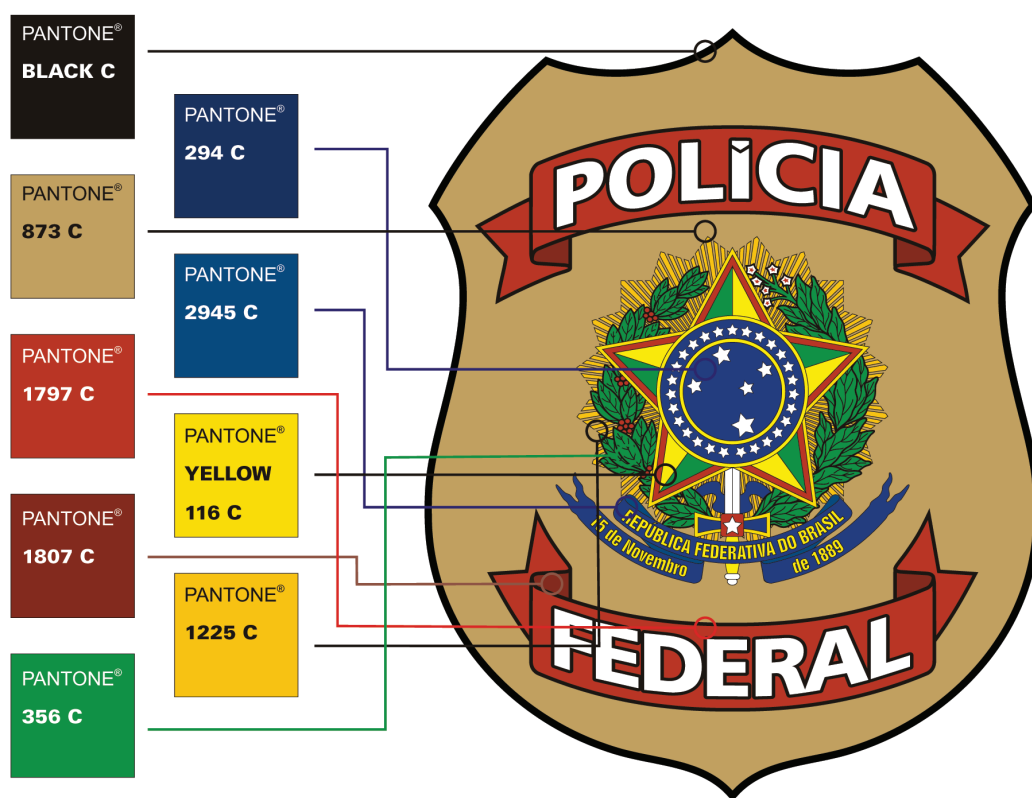 PANTONE®
BLACK C
PANTONE®
294 C
PANTONE®
873 C
PANTONE®
2945 C
PANTONE®
1797 C
PANTONE®
YELLOW
116 C
PANTONE®
1807 C
PANTONE®
1225 C
PANTONE®
356 C
POLÍCIA
REPÚBLICA FEDERATIVA DO BRASIL
15 de Novembro
de 1889
FEDERAL